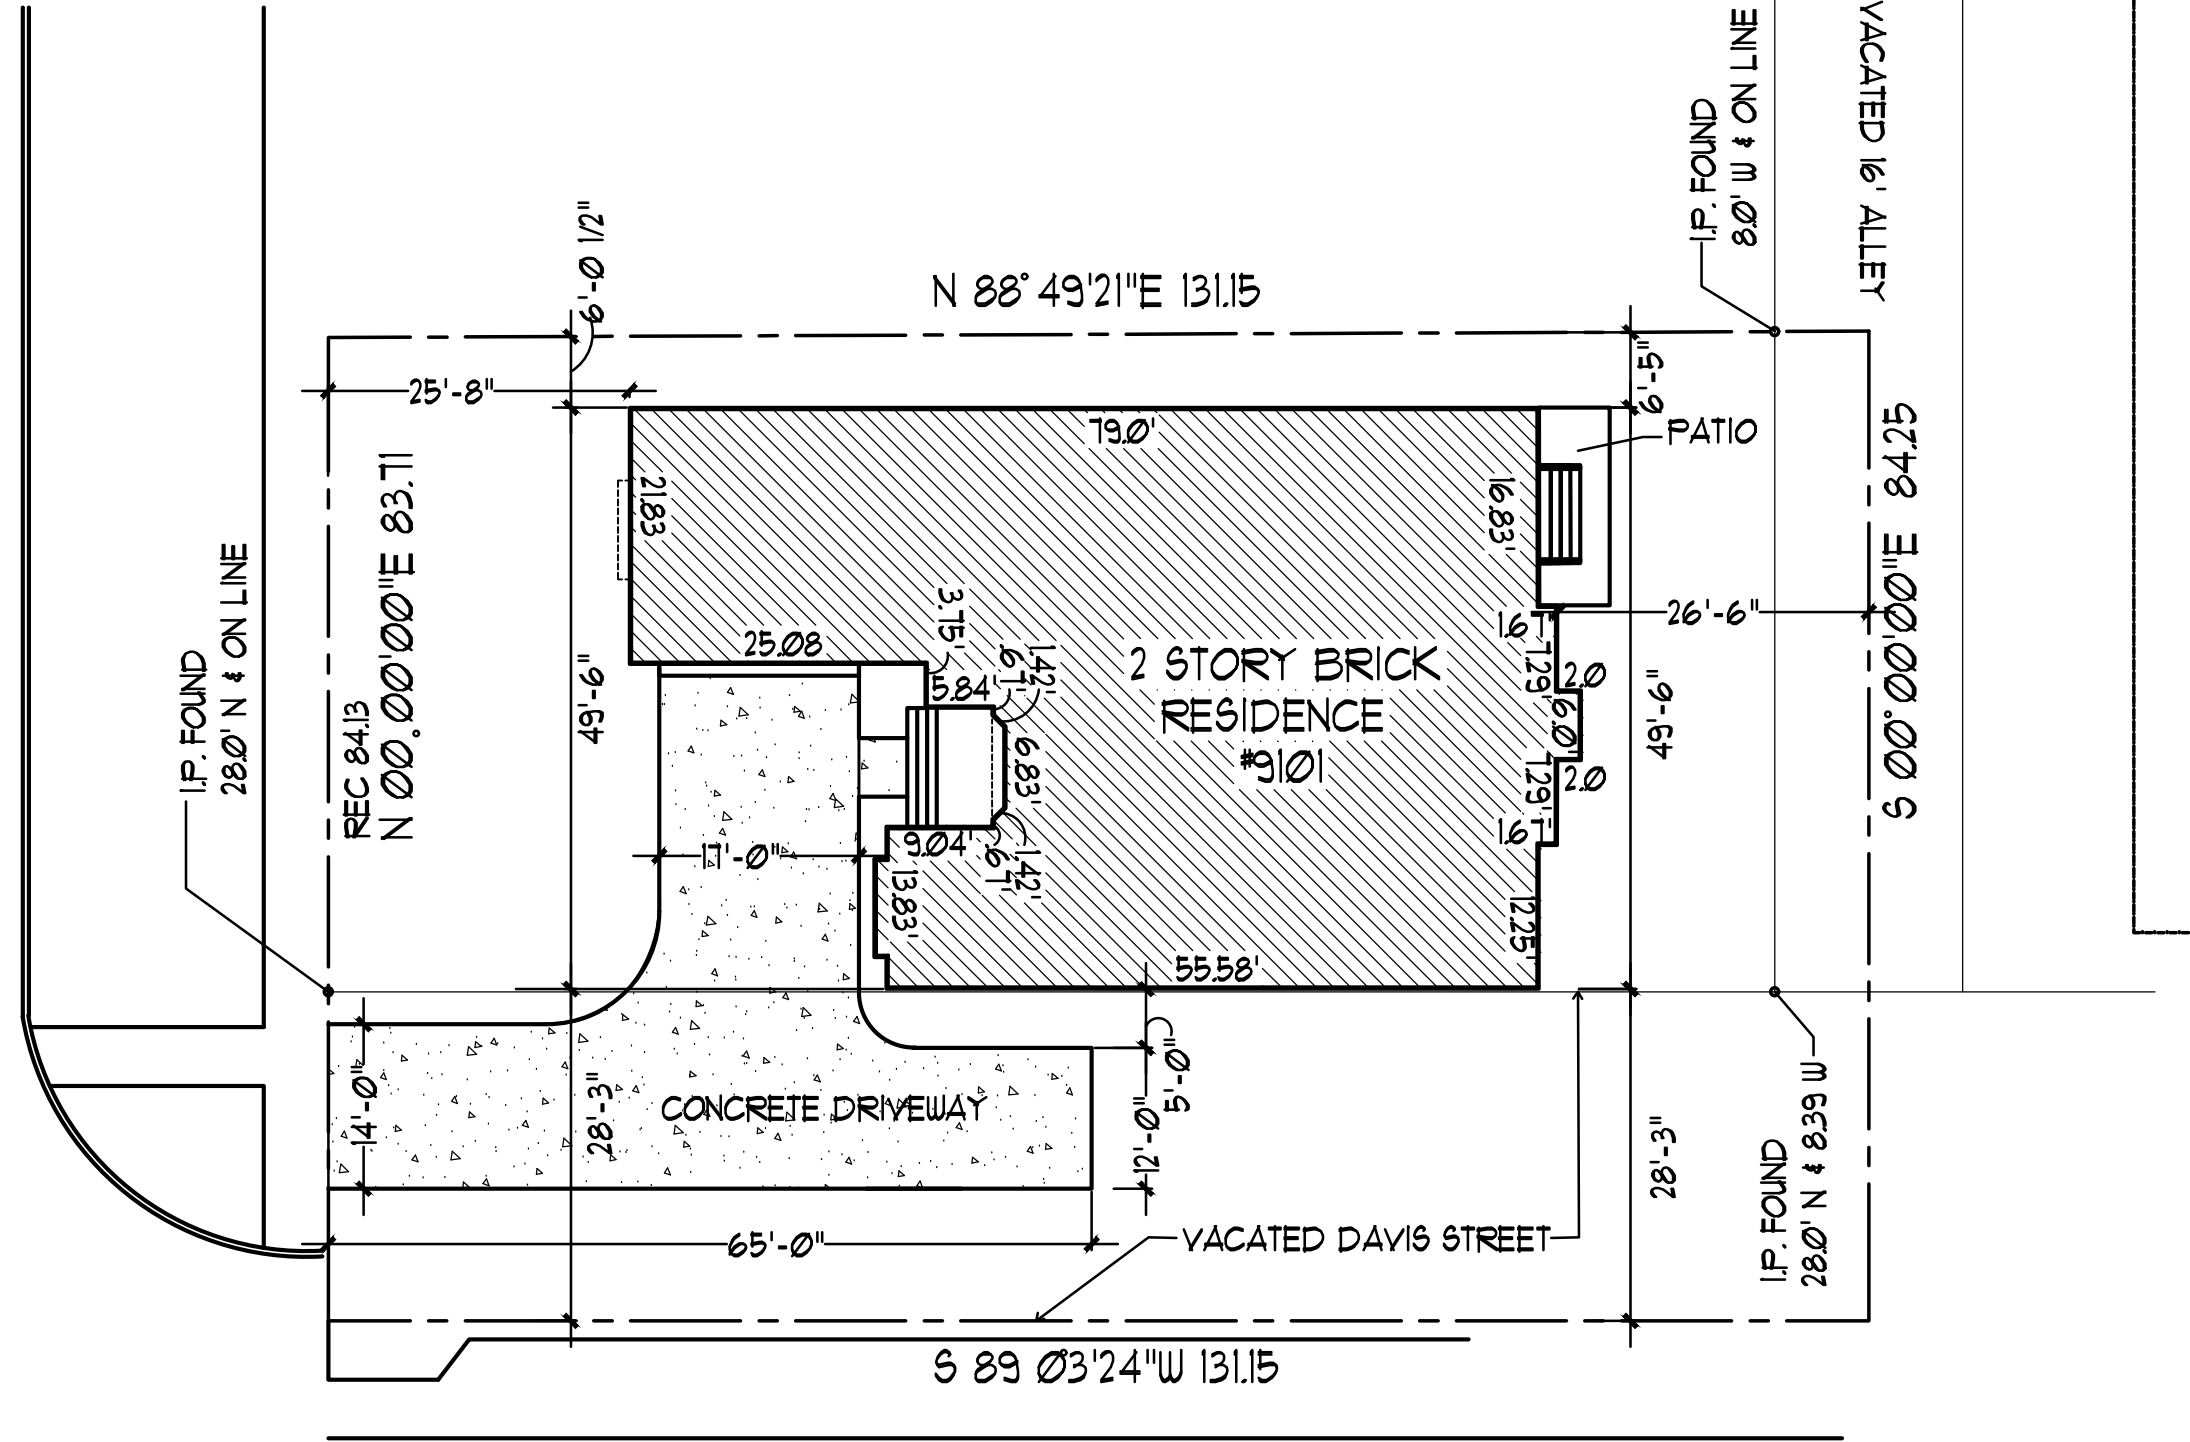 I.P. FOUND
8.0' W & ON LINE
VACATED 16' ALLEY
6'-0 1/2"
N 88° 49'21"E 131.15
25'-8"
6'-5"
PATIO
79.0'
21.83
16.83'
REC 84.13
N 00° 00'00"E 83.71
S 00° 00'00"E 84.25
I.P. FOUND
28.0' N & ON LINE
49'-6"
25.08
3.75'
5.84'
.67'
1.42'
6.83'
9.04'
.67'
1.42'
13.83'
2 STORY BRICK
RESIDENCE
#9101
1.67'
7.29'
2.0
6.0'
7.29'
2.0
1.67'
12.25'
26'-6"
49'-6"
17'-0"
55.58'
14'-0"
28'-3"
CONCRETE DRIVEWAY
5'-0"
12'-0"
28'-3"
I.P. FOUND
28.0' N & 8.39 W
65'-0"
VACATED DAVIS STREET
S 89 03'24"W 131.15